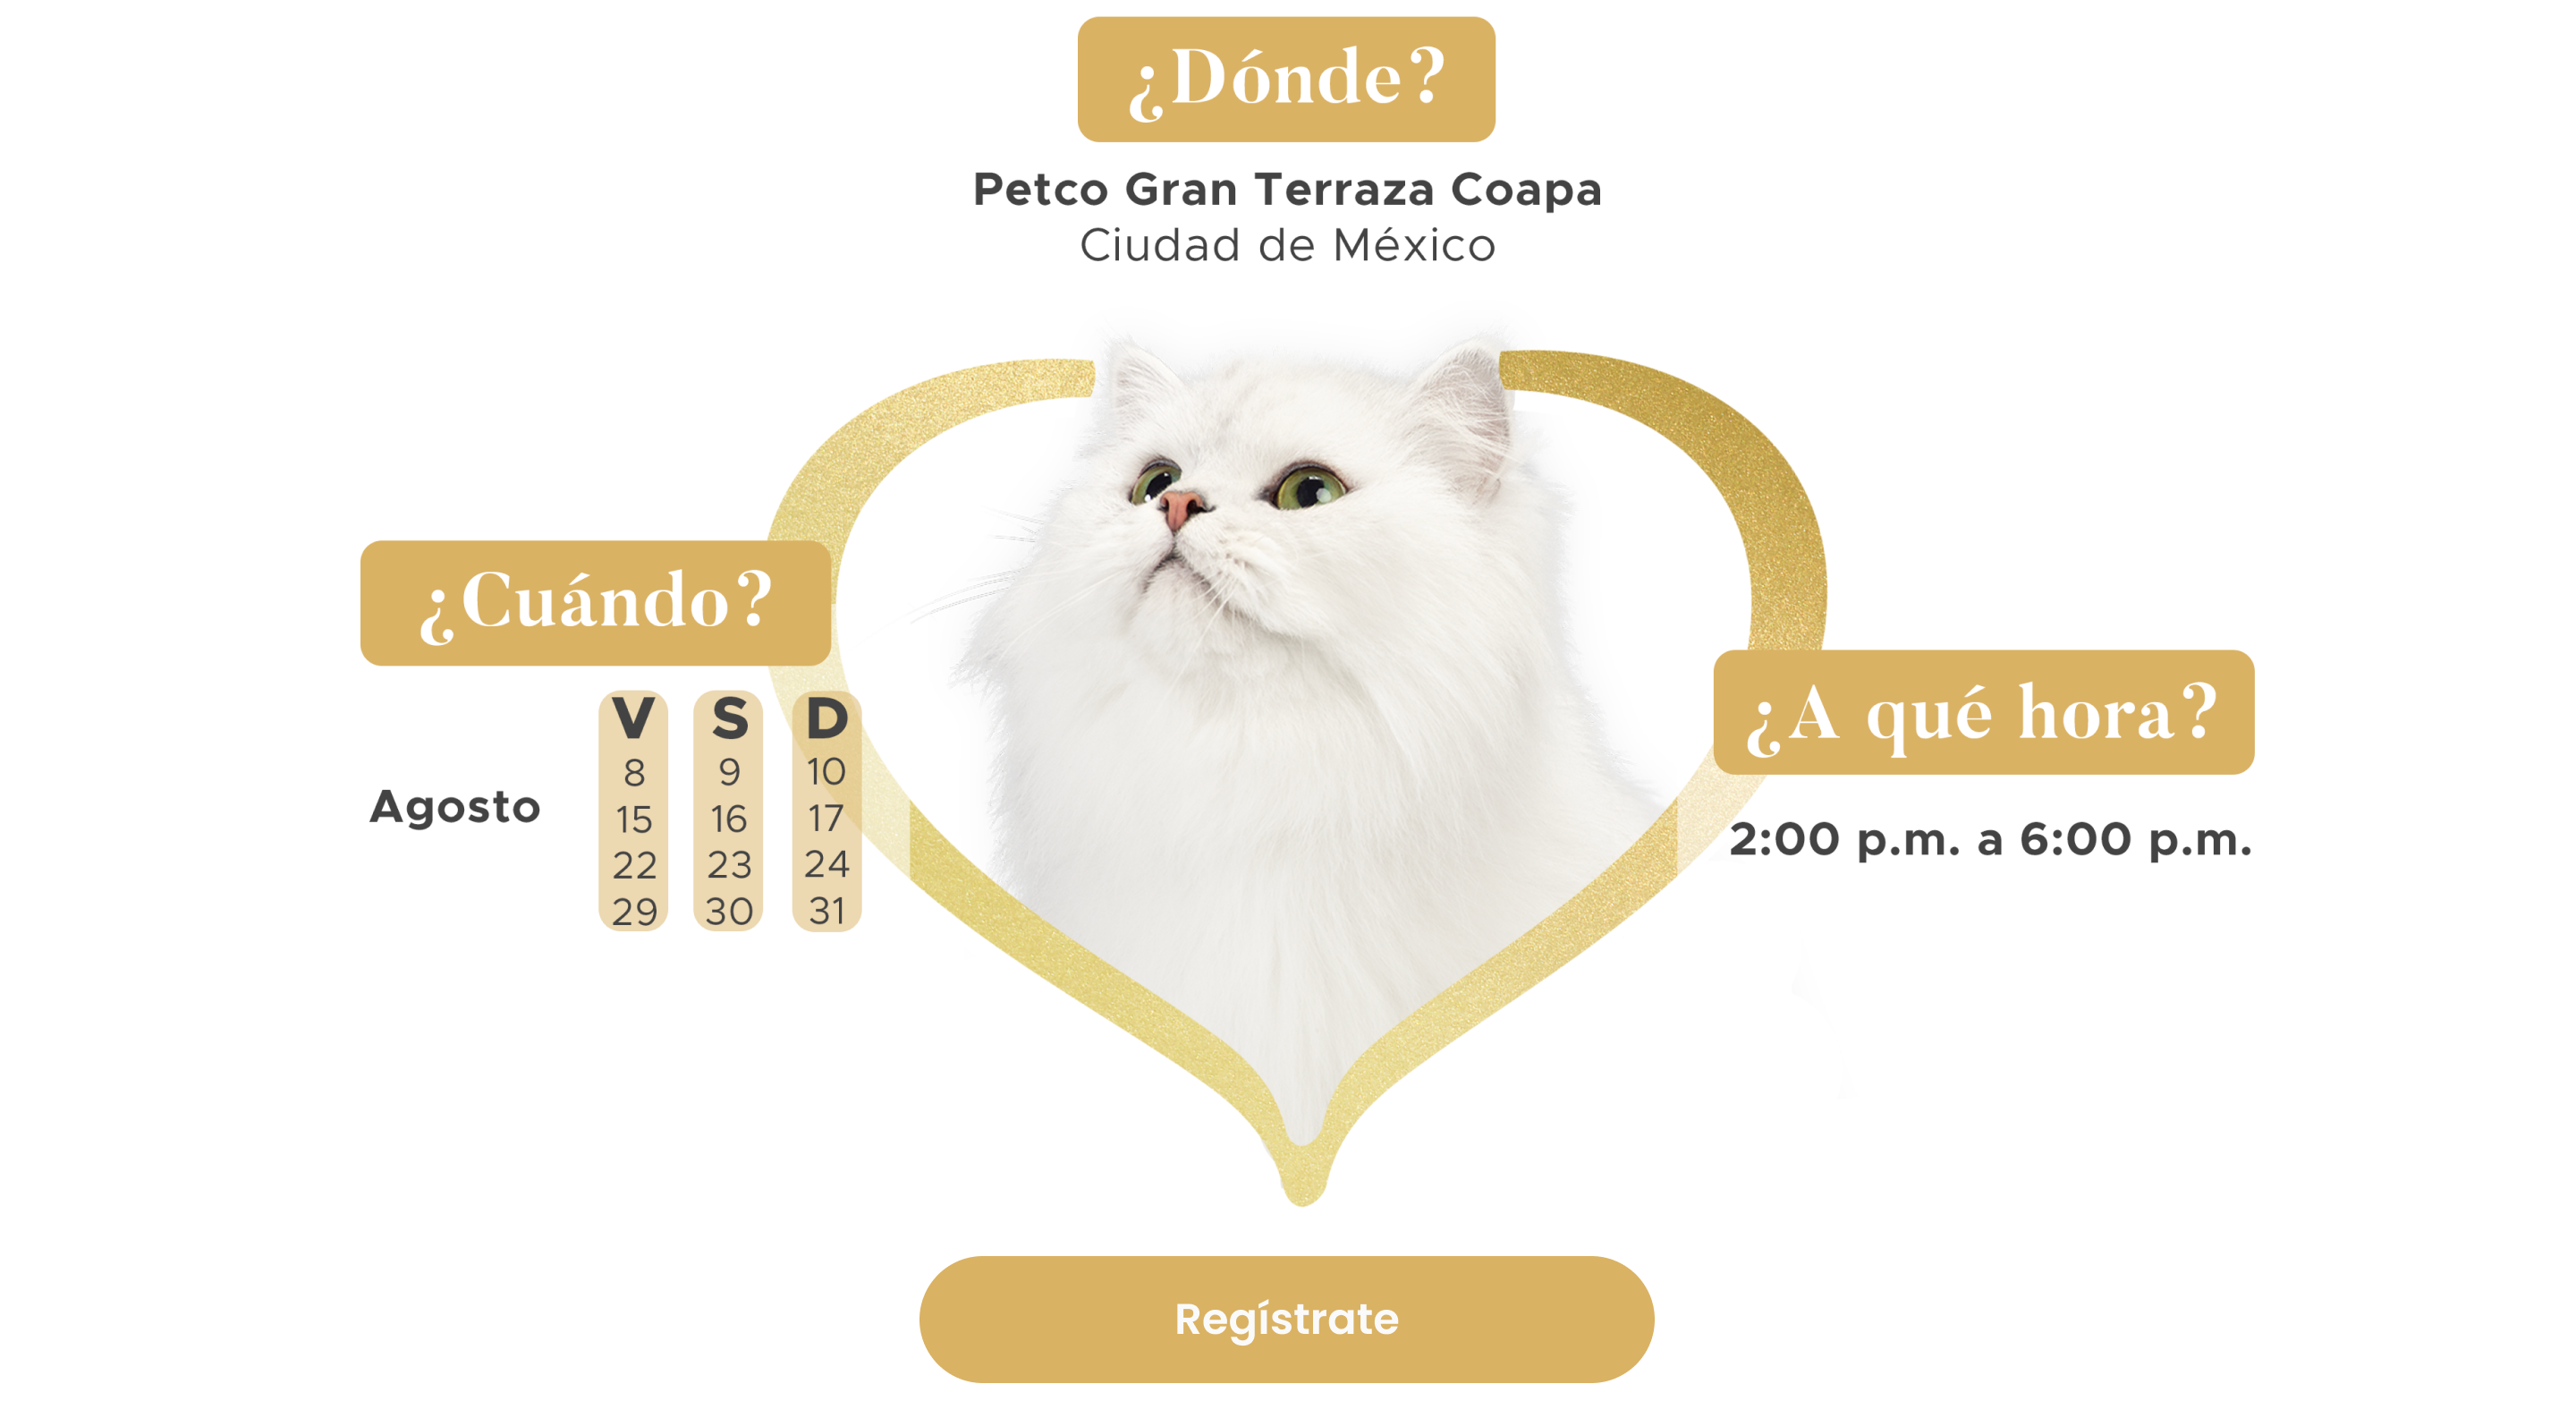 ¿Dónde?
Petco Gran Terraza Coapa
Ciudad de México
¿Cuándo?
V S D
8 9 10
Agosto
15 16 17
22 23 24
29 30 31
¿A qué hora?
2:00 p.m. a 6:00 p.m.
Regístrate